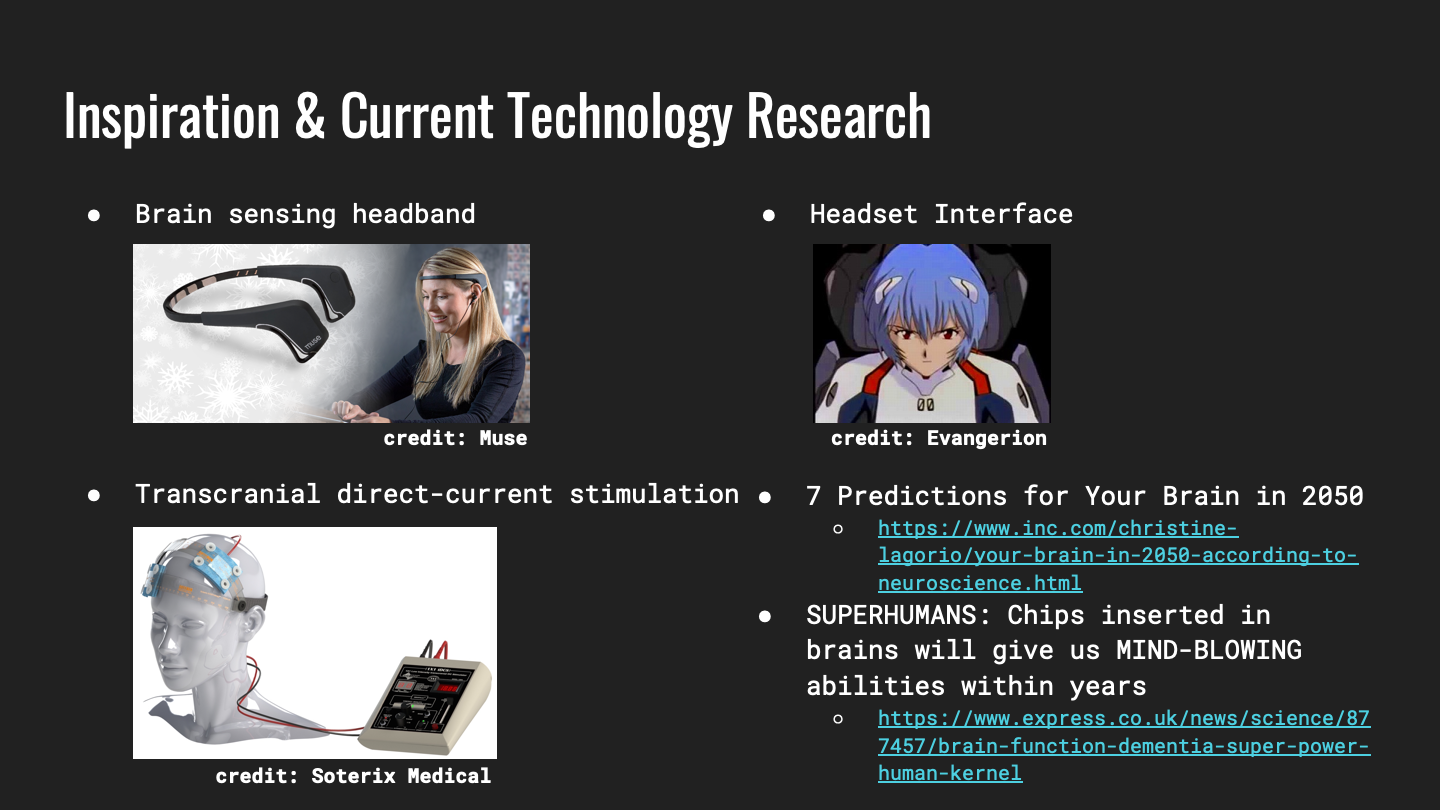 Inspiration & Current Technology Research
● Brain sensing headband
muse
credit: Muse
● Transcranial direct-current stimulation
credit: Soterix Medical
● Headset Interface
00
credit: Evangerion
● 7 Predictions for Your Brain in 2050
○ https://www.inc.com/christine-
lagorio/your-brain-in-2050-according-to-
neuroscience.html
● SUPERHUMANS: Chips inserted in
brains will give us MIND-BLOWING
abilities within years
○ https://www.express.co.uk/news/science/87
7457/brain-function-dementia-super-power-
human-kernel